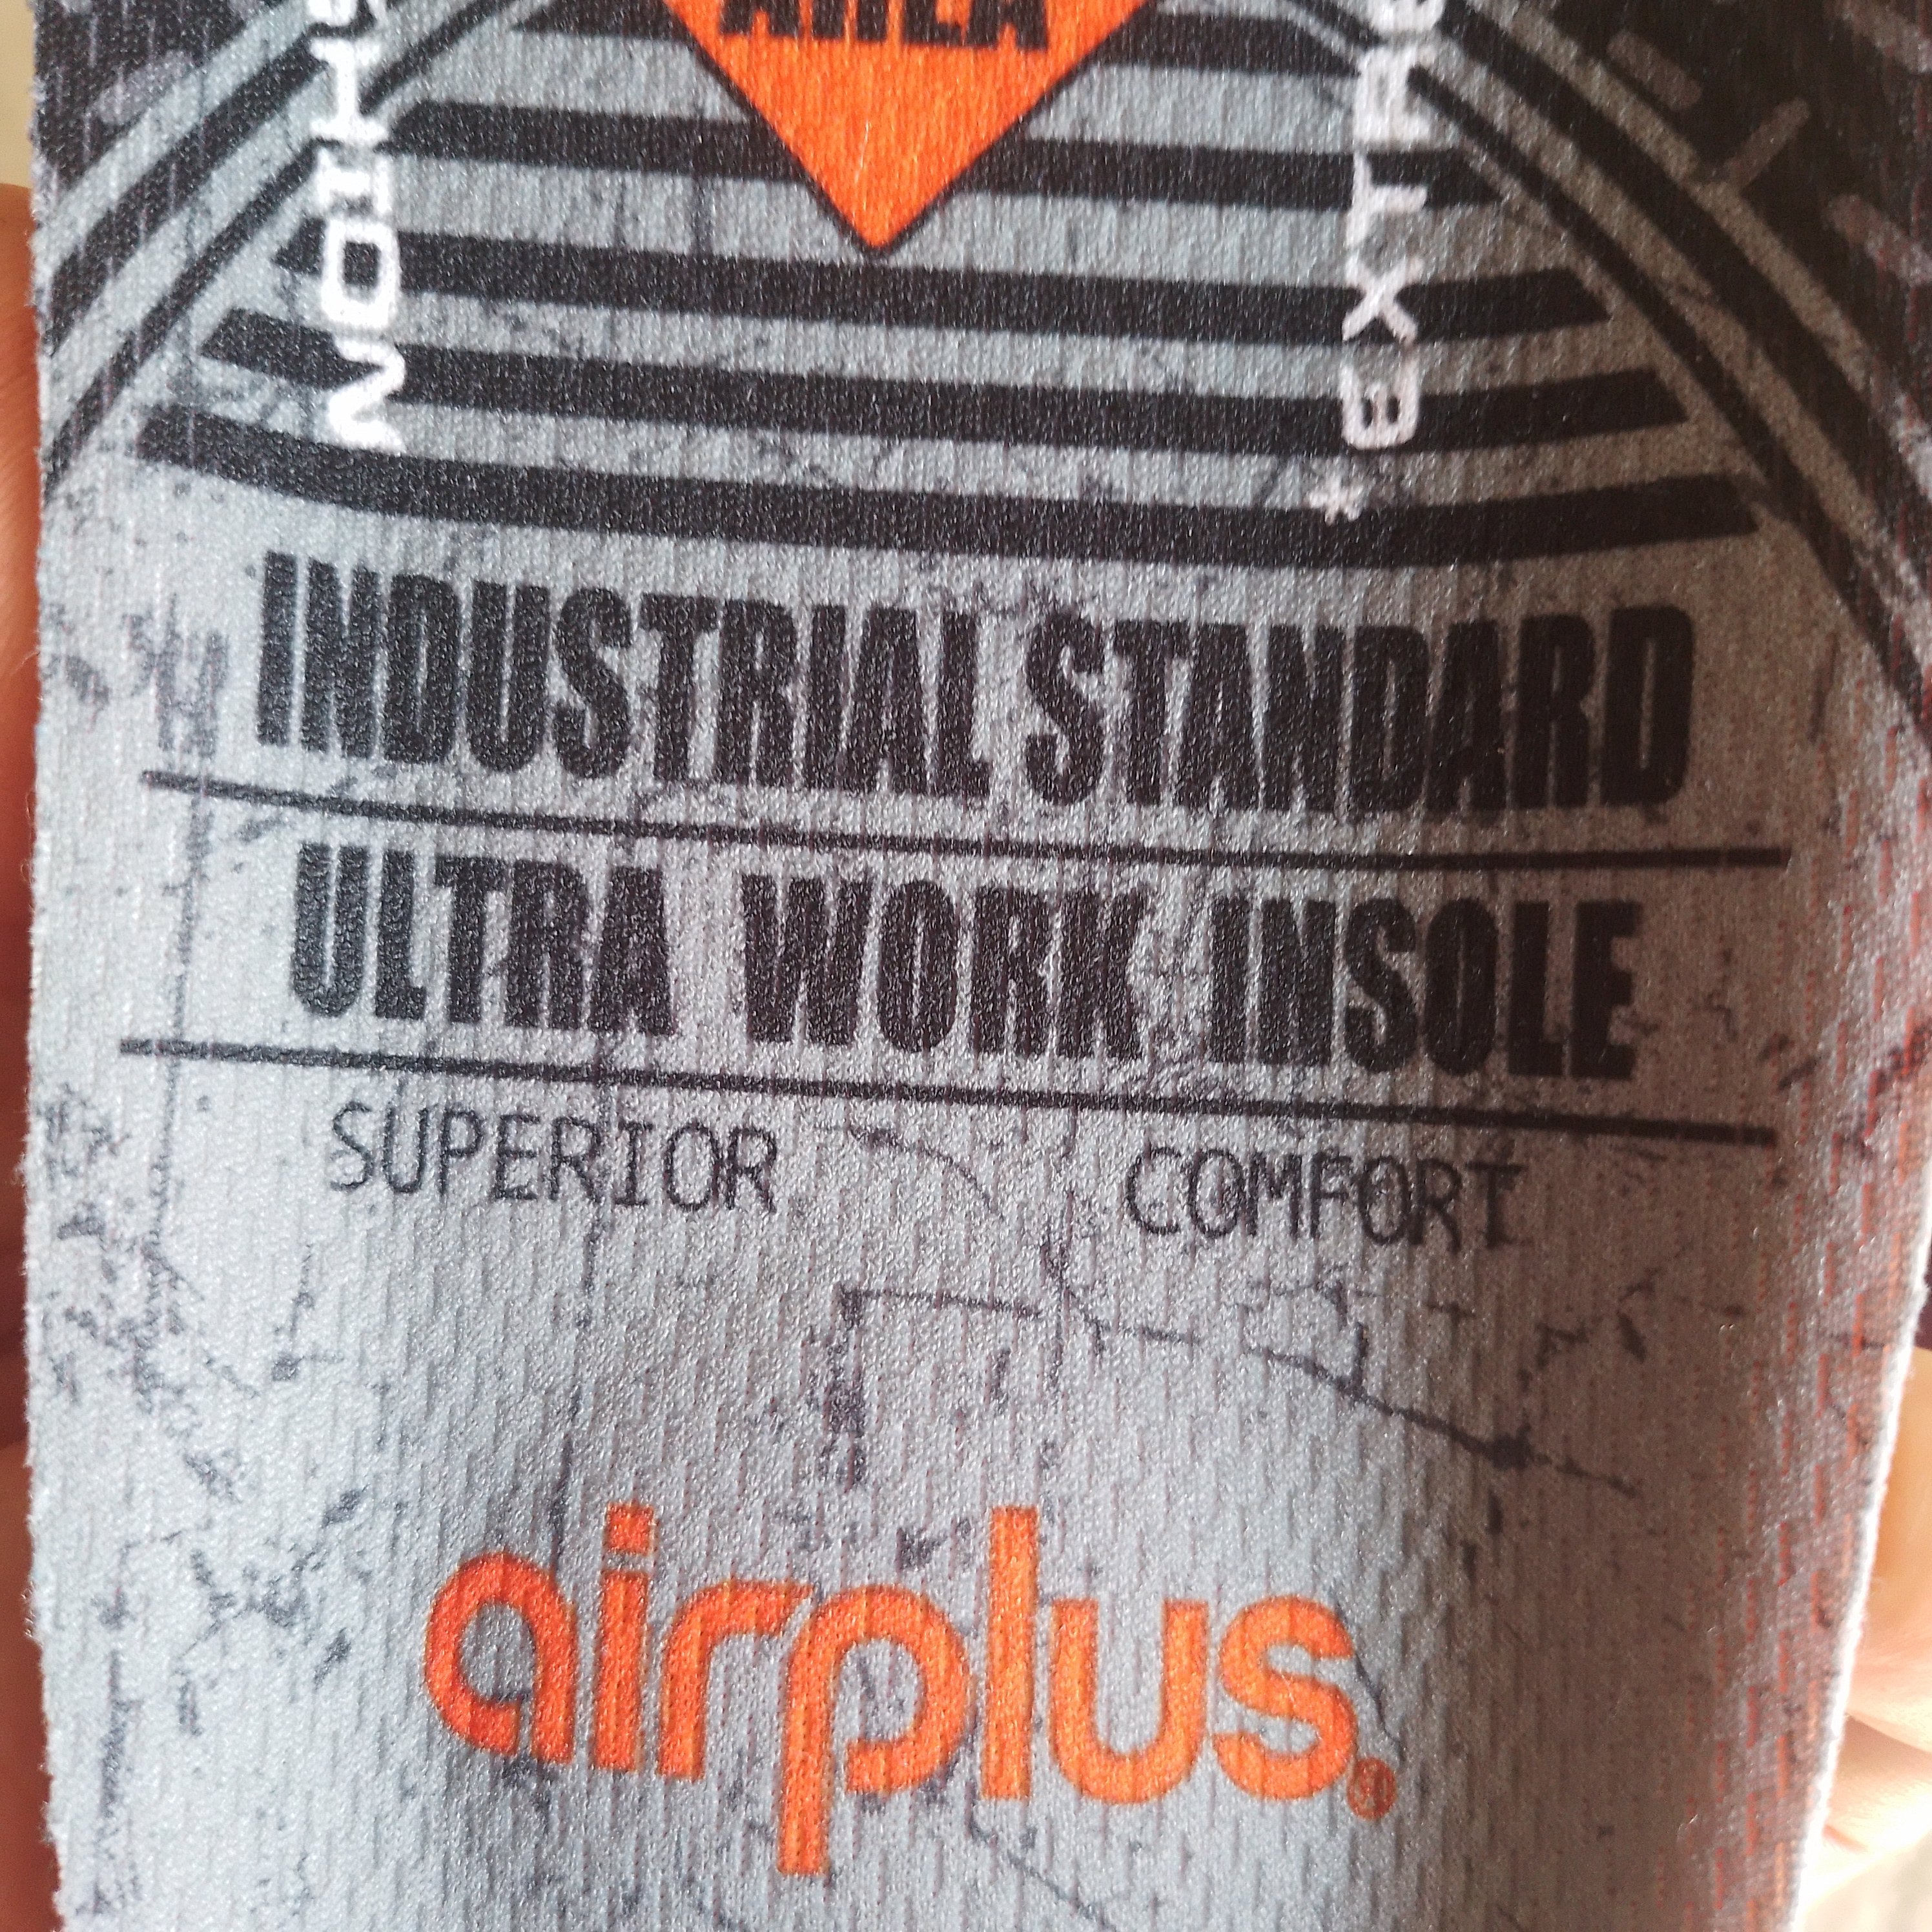 INDUSTRIAL STANDARD
ULTRA WORK INSOLE
SUPERIOR COMFORT
airplus®